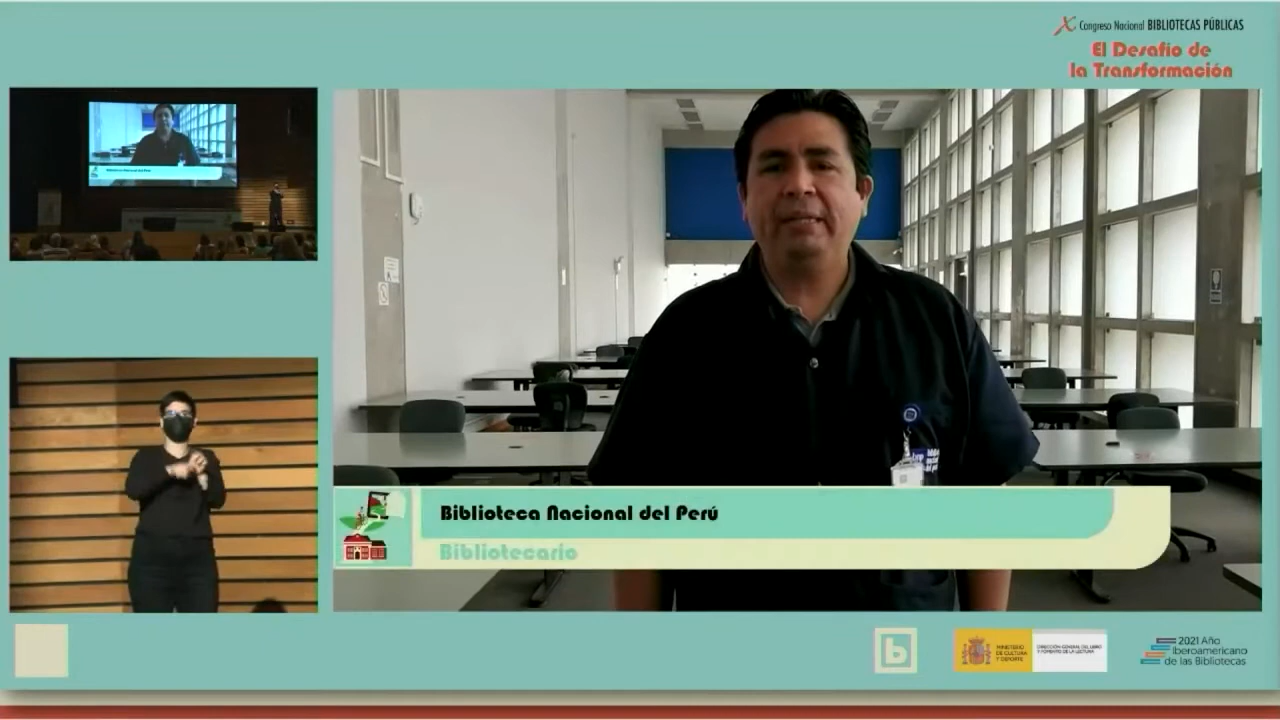 Congreso Nacional BIBLIOTECAS PÚBLICAS
El Desafío de
la Transformación
Biblioteca Nacional del Perú
Bibliotecario
b
MINISTERIO
DE CULTURA
Y DEPORTE
DIRECCIÓN GENERAL DEL LIBRO
Y FOMENTO DE LA LECTURA
2021 Año
Iberoamericano
de las Bibliotecas